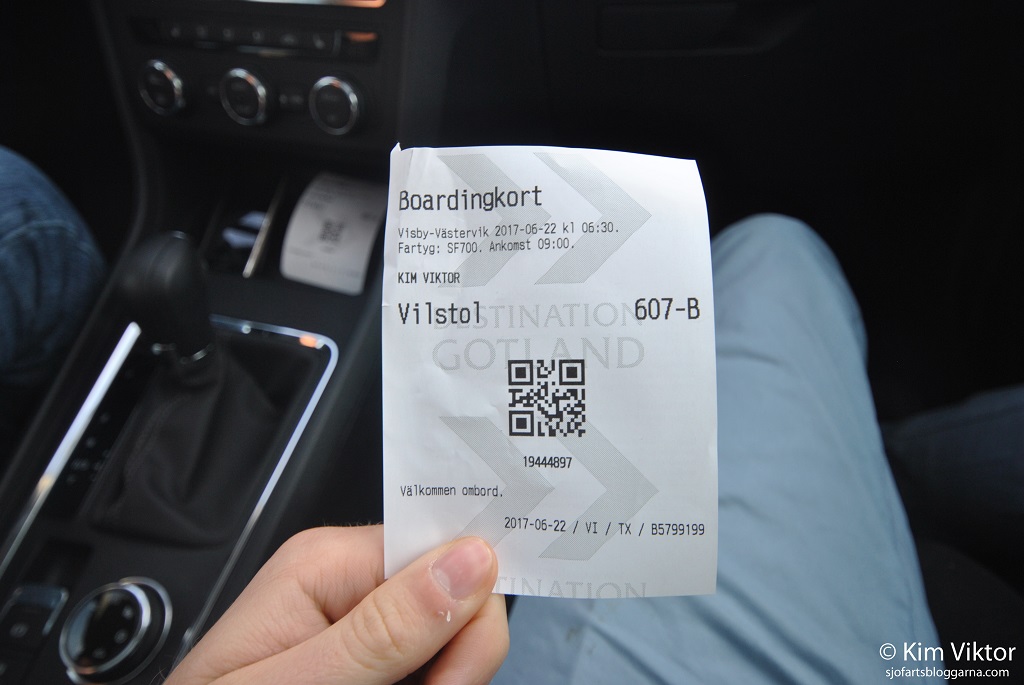 Boardingkort
Visby-Västervik 2017-06-22 kl 06:30.
Fartyg: SF700. Ankomst 09:00.
KIM VIKTOR
Vilstol 607-B
DESTINATION
GOTLAND
19444897
Välkommen ombord.
2017-06-22 / VI / TX / B5799199
DESTINATION
© Kim Viktor
sjofartsbloggarna.com